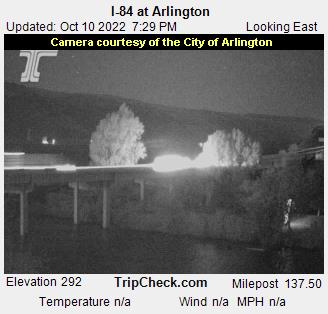 I-84 at Arlington
Updated: Oct 10 2022 7:29 PM Looking East
Camera courtesy of the City of Arlington
Elevation 292 TripCheck.com Milepost 137.50
Temperature n/a Wind n/a MPH n/a